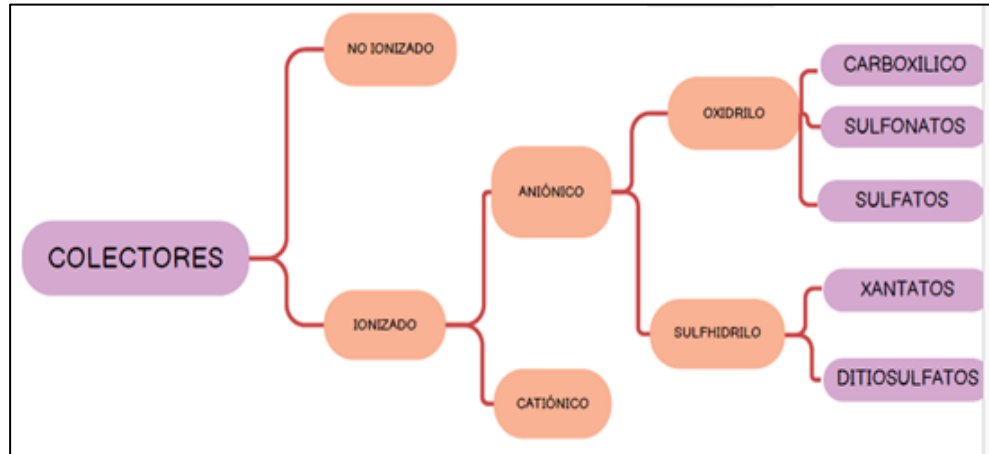 COLECTORES
NO IONIZADO
IONIZADO
ANIÓNICO
CATIÓNICO
OXIDRILO
SULFHIDRILO
CARBOXILICO
SULFONATOS
SULFATOS
XANTATOS
DITIOSULFATOS